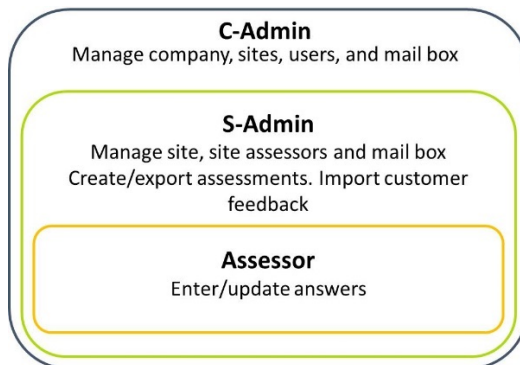 C-Admin
Manage company, sites, users, and mail box
S-Admin
Manage site, site assessors and mail box
Create/export assessments. Import customer
feedback
Assessor
Enter/update answers